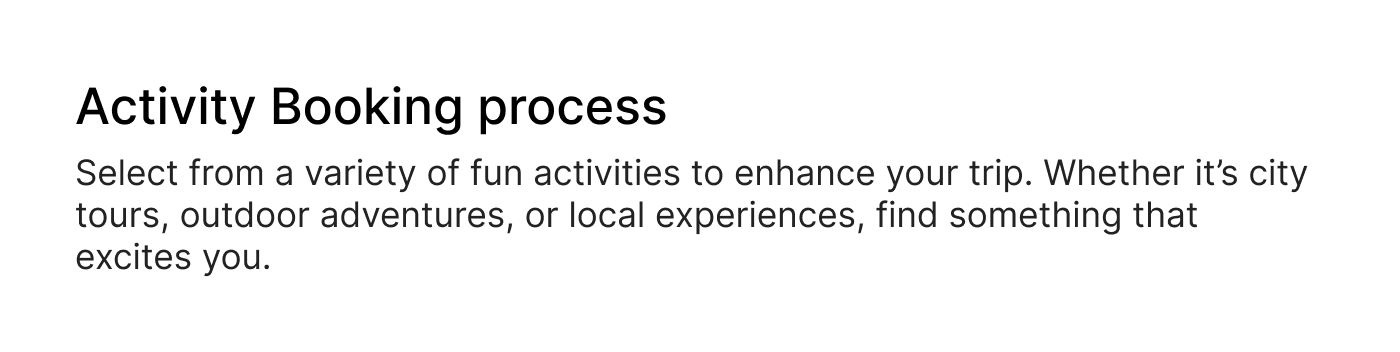 Activity Booking process
Select from a variety of fun activities to enhance your trip. Whether it’s city
tours, outdoor adventures, or local experiences, find something that
excites you.